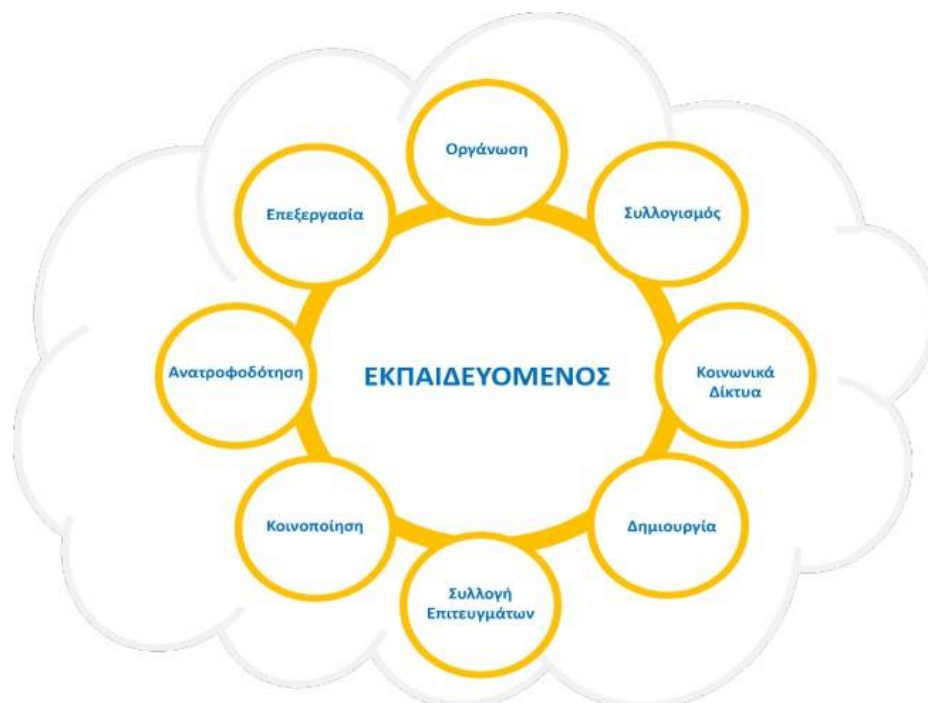 Οργάνωση
Επεξεργασία
Συλλογισμός
Ανατροφοδότηση
ΕΚΠΑΙΔΕΥΟΜΕΝΟΣ
Κοινωνικά
Δίκτυα
Κοινοποίηση
Δημιουργία
Συλλογή
Επιτευγμάτων